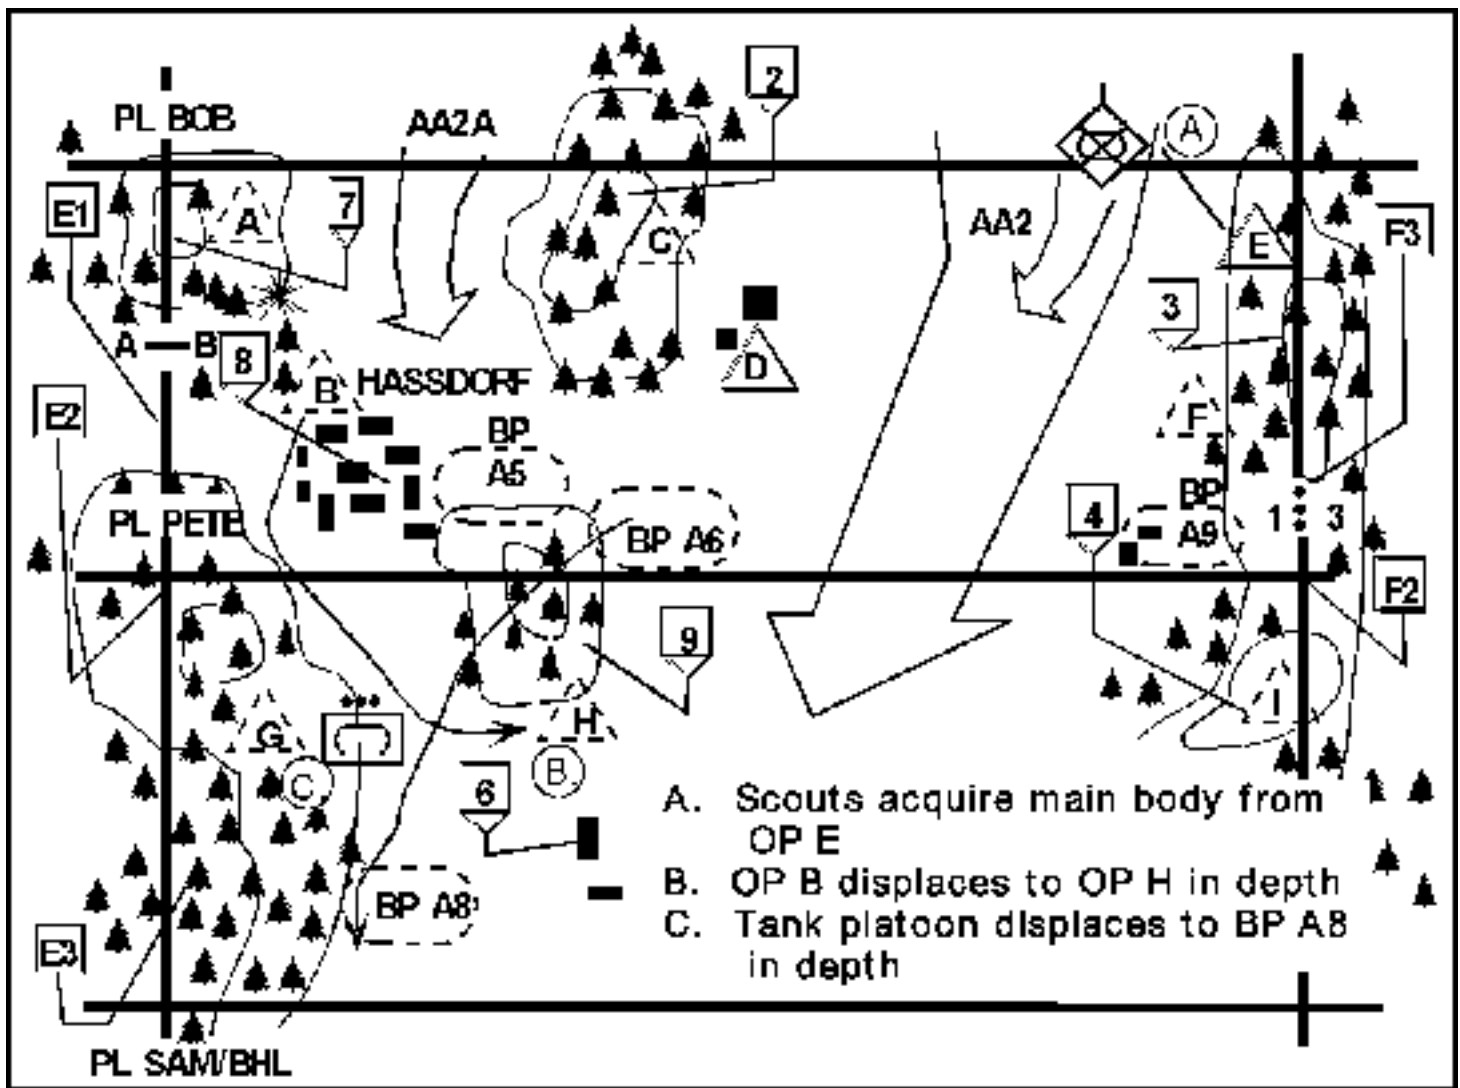 2
PL BOB
AA2A
A
E1
A
7
C
AA2
E
F3
3
A B
8
D
B
HASSDORF
E2
F
BP
A5
BP
A9
PL PETE
BP A6
4
1 3
F2
9
G
H
I
C
B
6
A. Scouts acquire main body from
OP E
B. OP B displaces to OP H in depth
C. Tank platoon displaces to BP A8
in depth
BP A8
E3
PL SAM/BHL